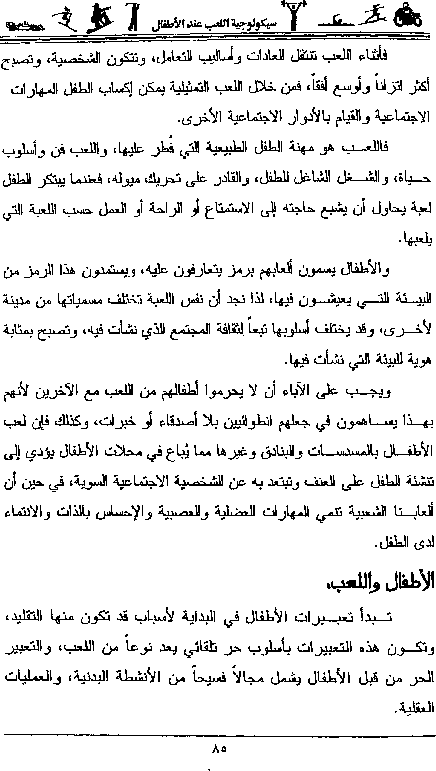 سيكولوجية اللعب عند الأطفال
فأثناء اللعب تنتقل للعادات وأساليب التعامل، وتتكون الشخصية، وتصبح
أكثر اتزاناً وأوسع أفقاً، فمن خلال اللعب التمثيلية يمكن إكساب الطفل المهارات
الاجتماعية والقيام بالأدوار الاجتماعية الأخرى.
فاللعب هو مهنة الطفل الطبيعية التي فُطر عليها، واللعب فن وأسلوب
حياة، والشغل الشاغل للطفل، والقادر على تحريك ميوله، فعندما يبتكر الطفل
لعبة يحاول أن يشبع حاجته إلى الاستمتاع أو الراحة أو العمل حسب اللعبة التي
يلعبها.
والأطفال يسمون ألعابهم برمز يتعارفون عليه، ويستمدون هذا الرمز من
البيئة التي يعيشون فيها، لذا نجد أن نفس اللعبة تختلف مسمياتها من مدينة
لأخرى، وقد يختلف أسلوبها تبعاً لثقافة المجتمع الذي نشأت فيه، وتصبح بمثابة
هوية للبيئة التي نشأت فيها.
ويجب على الآباء أن لا يحرموا أطفالهم من اللعب مع الآخرين لأنهم
بهذا يساهمون في جعلهم انطوائيين بلا أصدقاء أو خبرات، وكذلك فإن لعب
الأطفال بالمسدسات والبنادق وغيرها مما يُباع في محلات الأطفال يؤدي إلى
تنشئة الطفل على العنف وتبتعد به عن الشخصية الاجتماعية السوية، في حين أن
ألعابنا الشعبية تنمي المهارات العضلية والعصبية والإحساس بالذات والانتماء
لدى الطفل.
الأطفال واللعب:
تبدأ تعبيرات الأطفال في البداية لأسباب قد تكون منها التقليد،
وتكون هذه التعبيرات بأسلوب حر تلقائي يعد نوعاً من اللعب، والتعبير
الحر من قبل الأطفال يشمل مجالاً فسيحاً من الأنشطة البدنية، والعمليات
العقلية.
٨٥